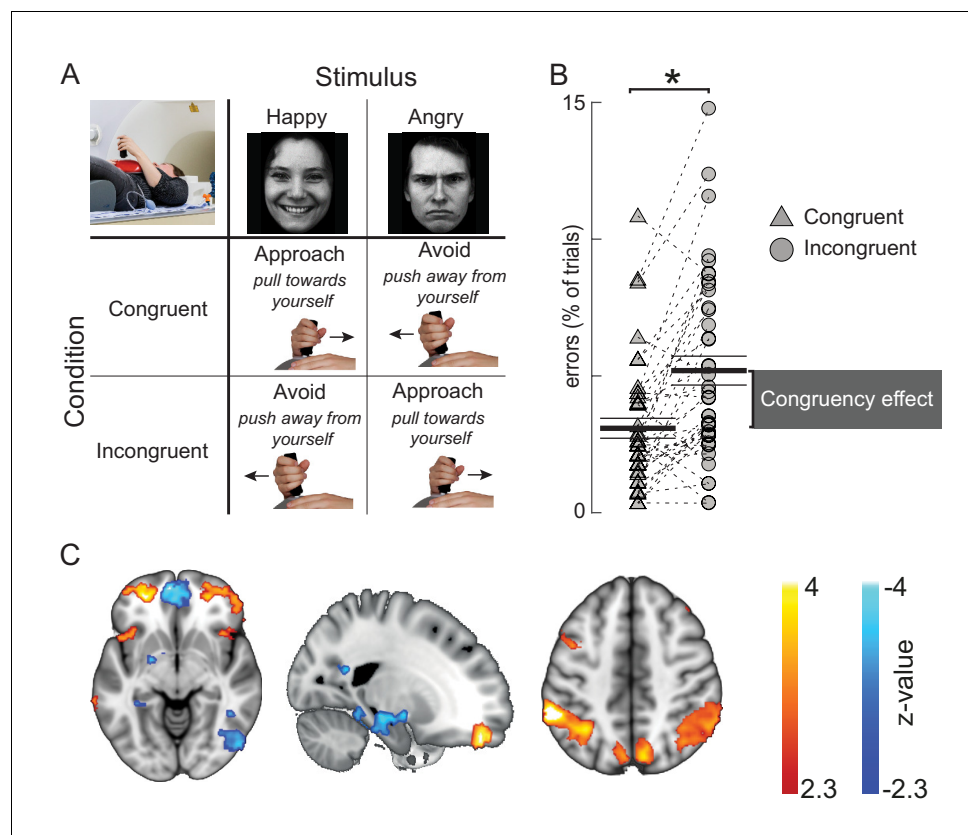 A
Stimulus
Happy
Angry
Condition
Congruent
Approach
pull towards
yourself
Avoid
push away from
yourself
Incongruent
Avoid
push away from
yourself
Approach
pull towards
yourself
B
*
15
errors (% of trials)
0
Congruent
Incongruent
Congruency effect
C
4
2.3
-4
-2.3
z-value